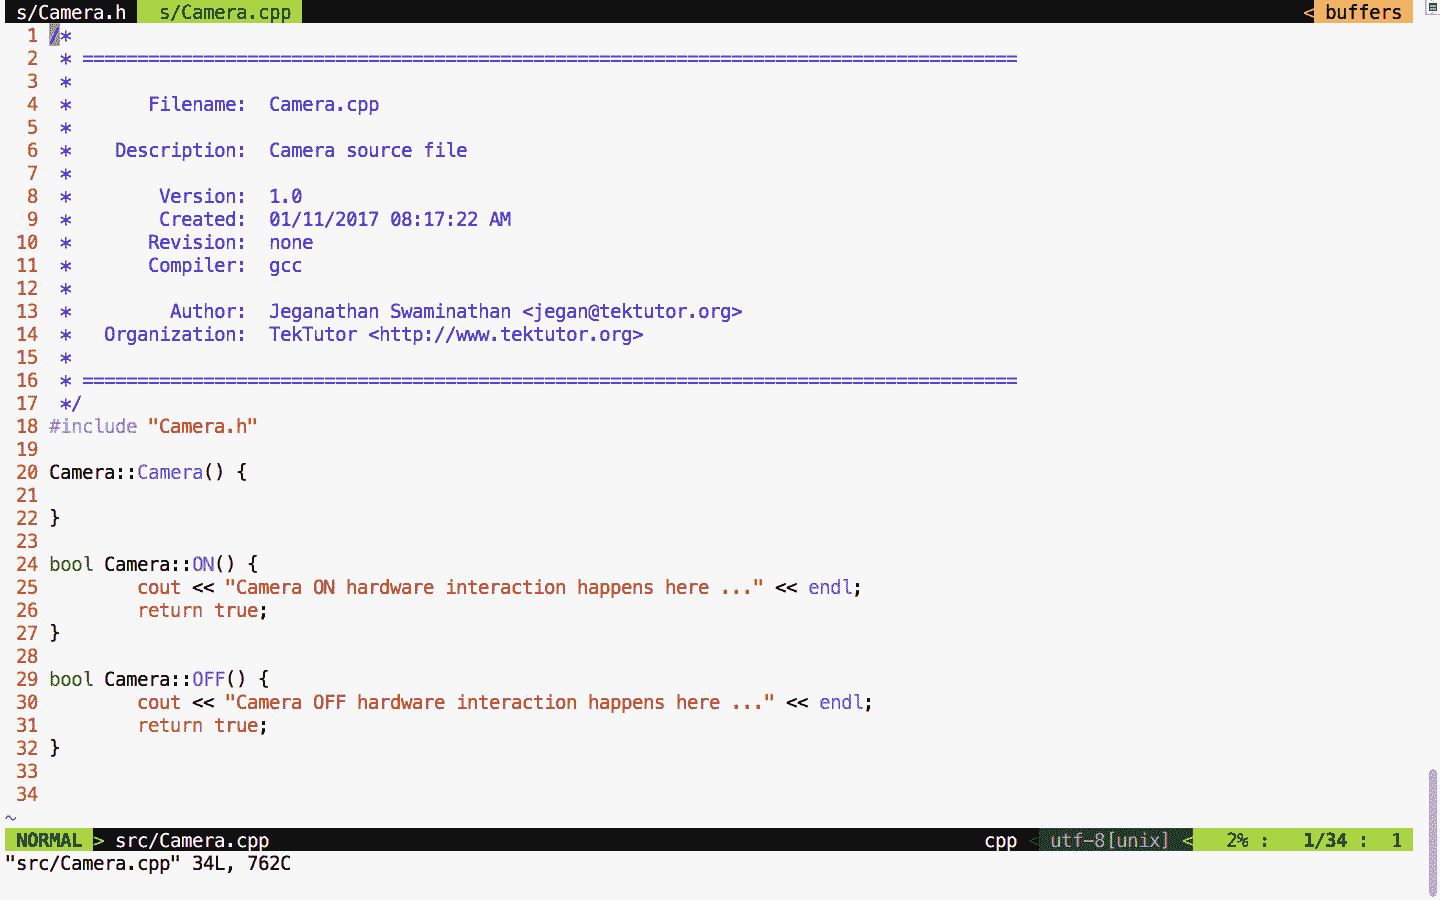 s/Camera.h s/Camera.cpp < buffers
1 /*
2  * =====================================================================================
3  *
4  *       Filename:  Camera.cpp
5  *
6  *    Description:  Camera source file
7  *
8  *        Version:  1.0
9  *        Created:  01/11/2017 08:17:22 AM
10  *       Revision:  none
11  *       Compiler:  gcc
12  *
13  *         Author:  Jeganathan Swaminathan <jegan@tektutor.org>
14  *   Organization:  TekTutor <http://www.tektutor.org>
15  *
16  * =====================================================================================
17  */
18 #include "Camera.h"
19
20 Camera::Camera() {
21
22 }
23
24 bool Camera::ON() {
25         cout << "Camera ON hardware interaction happens here ..." << endl;
26         return true;
27 }
28
29 bool Camera::OFF() {
30         cout << "Camera OFF hardware interaction happens here ..." << endl;
31         return true;
32 }
33
34
~
NORMAL > src/Camera.cpp cpp < utf-8[unix] < 2% : 1/34 : 1
"src/Camera.cpp" 34L, 762C